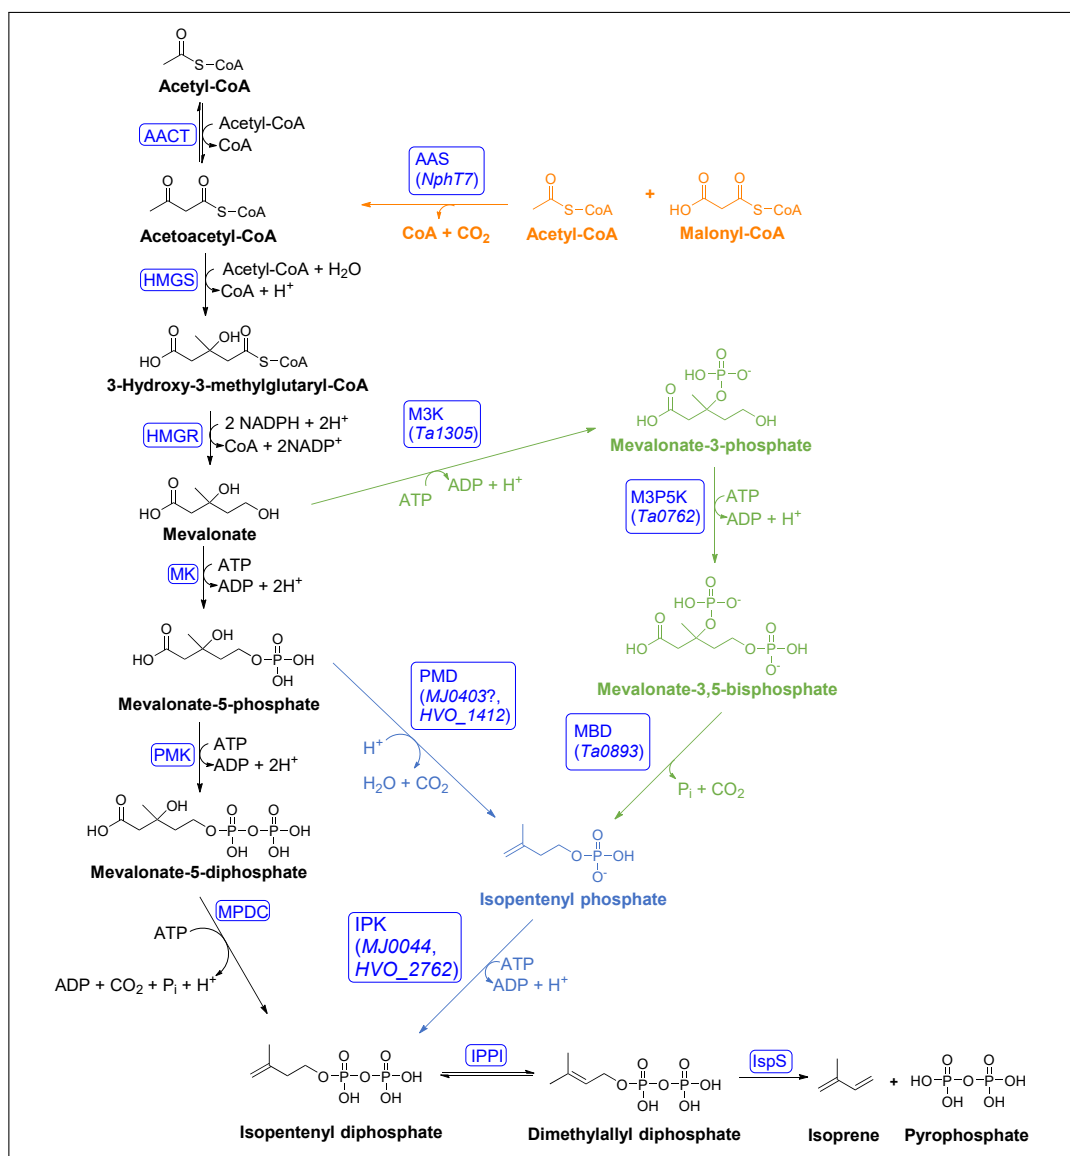 O
S–CoA
Acetyl-CoA
AACT
Acetyl-CoA
CoA
O O
S–CoA
Acetoacetyl-CoA
AAS
(NphT7)
CoA + CO₂
O
S–CoA
Acetyl-CoA
+
O O
HO S–CoA
Malonyl-CoA
HMGS
Acetyl-CoA + H₂O
CoA + H⁺
O OH O
HO S–CoA
3-Hydroxy-3-methylglutaryl-CoA
HMGR
2 NADPH + 2H⁺
CoA + 2NADP⁺
M3K
(Ta1305)
ATP
ADP + H⁺
O
HO–P–O⁻
O O
HO OH
Mevalonate-3-phosphate
O OH
HO OH
Mevalonate
M3P5K
(Ta0762)
ATP
ADP + H⁺
MK
ATP
ADP + 2H⁺
O
HO–P–O⁻
O O O
HO O–P–OH
O⁻
Mevalonate-3,5-bisphosphate
O OH O
HO O–P–OH
OH
Mevalonate-5-phosphate
PMD
(MJ0403?,
HVO_1412)
H⁺
H₂O + CO₂
MBD
(Ta0893)
Pᵢ + CO₂
PMK
ATP
ADP + 2H⁺
O OH O O
HO O–P–O–P–OH
OH OH
Mevalonate-5-diphosphate
O
O–P–OH
O⁻
Isopentenyl phosphate
MPDC
ATP
ADP + CO₂ + Pᵢ + H⁺
IPK
(MJ0044,
HVO_2762)
ATP
ADP + H⁺
O O
O–P–O–P–OH
OH OH
Isopentenyl diphosphate
IPPI
O O
O–P–O–P–OH
OH OH
Dimethylallyl diphosphate
IspS
Isoprene
+
O O
HO–P–O–P–OH
OH OH
Pyrophosphate